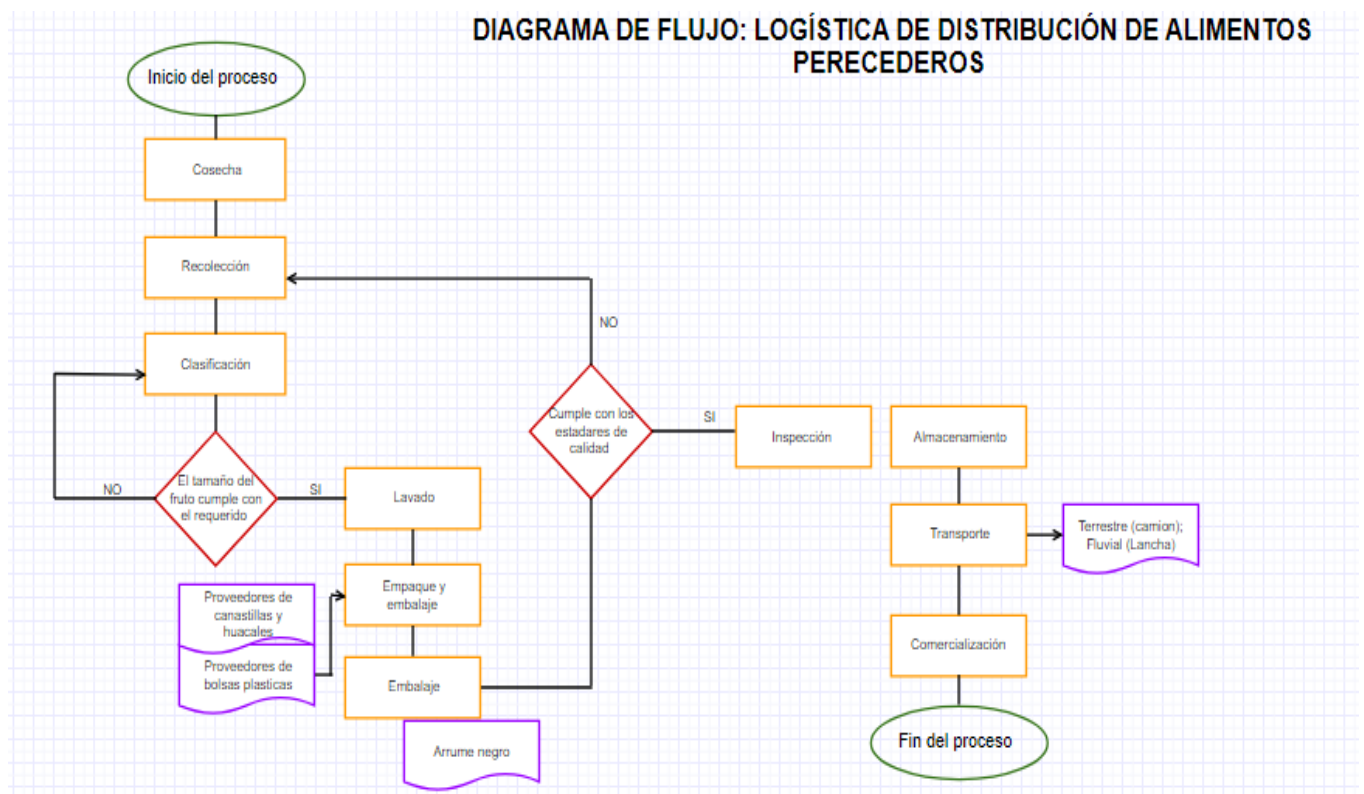 DIAGRAMA DE FLUJO: LOGÍSTICA DE DISTRIBUCIÓN DE ALIMENTOS
PERECEDEROS
Inicio del proceso
Cosecha
Recolección
Clasificación
El tamaño del
fruto cumple con
el requerido
NO
SI
Lavado
Empaque y
embalaje
Proveedores de
canastillas y
huacales
Proveedores de
bolsas plasticas
Embalaje
Arrume negro
Cumple con los
estadares de
calidad
NO
SI
Inspección
Almacenamiento
Transporte
Terrestre (camion);
Fluvial (Lancha)
Comercialización
Fin del proceso